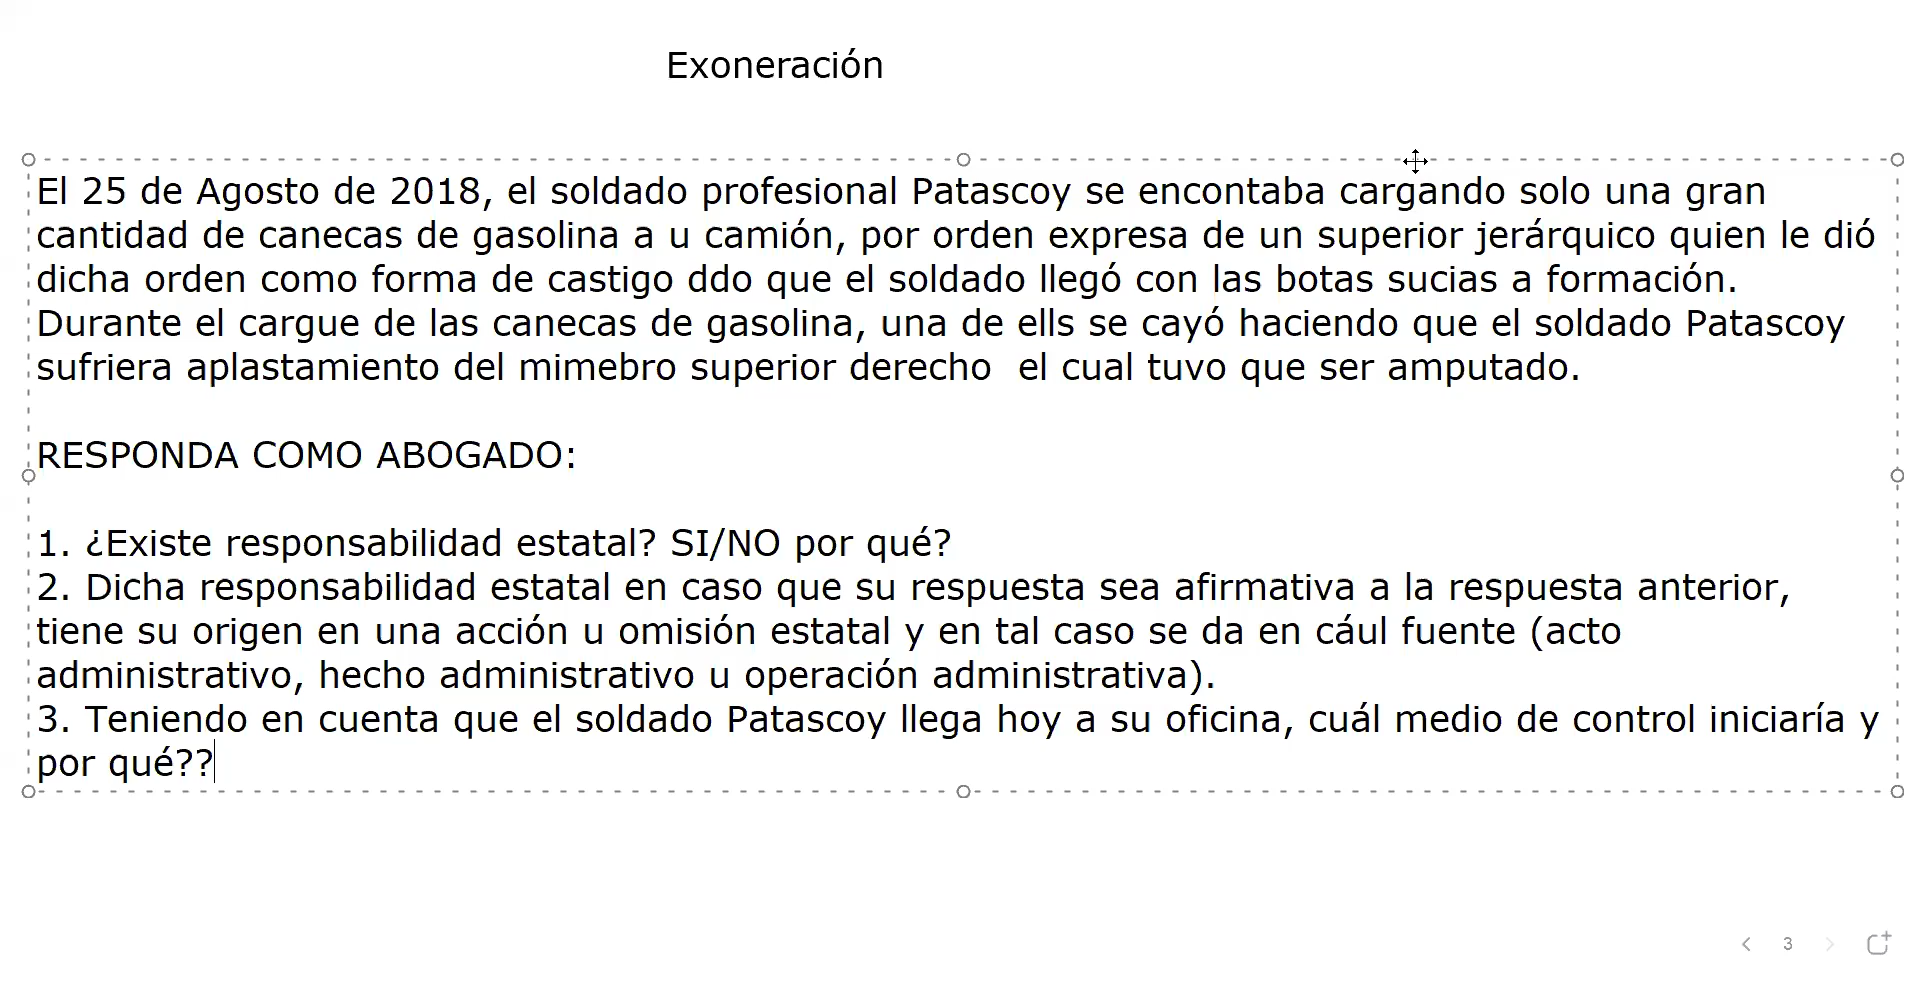 Exoneración
El 25 de Agosto de 2018, el soldado profesional Patascoy se encontaba cargando solo una gran
cantidad de canecas de gasolina a u camión, por orden expresa de un superior jerárquico quien le dió
dicha orden como forma de castigo ddo que el soldado llegó con las botas sucias a formación.
Durante el cargue de las canecas de gasolina, una de ells se cayó haciendo que el soldado Patascoy
sufriera aplastamiento del mimebro superior derecho  el cual tuvo que ser amputado.
RESPONDA COMO ABOGADO:
1. ¿Existe responsabilidad estatal? SI/NO por qué?
2. Dicha responsabilidad estatal en caso que su respuesta sea afirmativa a la respuesta anterior,
tiene su origen en una acción u omisión estatal y en tal caso se da en cául fuente (acto
administrativo, hecho administrativo u operación administrativa).
3. Teniendo en cuenta que el soldado Patascoy llega hoy a su oficina, cuál medio de control iniciaría y
por qué??
3